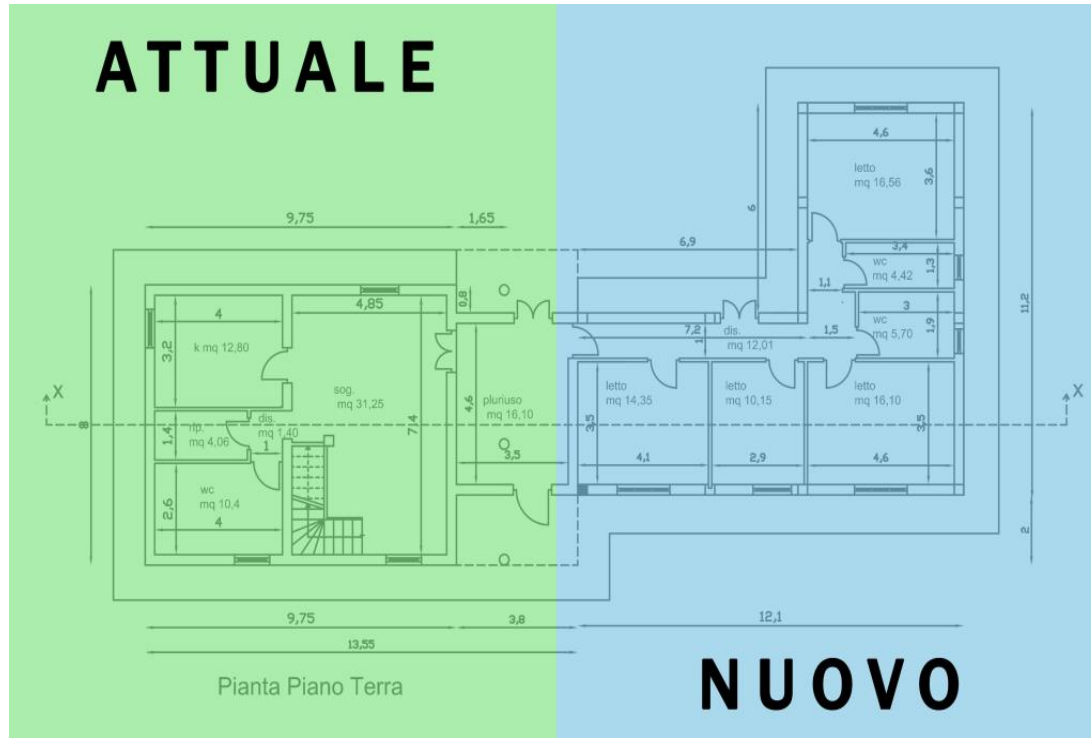 ATTUALE
4,6
letto
mq 16,56
3,6
9,75
1,65
6
6,9
3,4
wc
mq 4,42
1,3
1,1
11,2
0,8
4,85
4
3,2
k mq 12,80
3
wc
mq 5,70
1,9
7,2
1
dis.
mq 12,01
1,5
X
X
8
sog.
mq 31,25
7,4
4,6
pluriuso
mq 16,10
3,5
letto
mq 14,35
3,5
4,1
letto
mq 10,15
2,9
letto
mq 16,10
3,5
4,6
1,4
rip.
mq 4,06
dis.
mq 1,40
1
wc
mq 10,4
2,6
4
2
9,75
3,8
12,1
13,55
Pianta Piano Terra
NUOVO